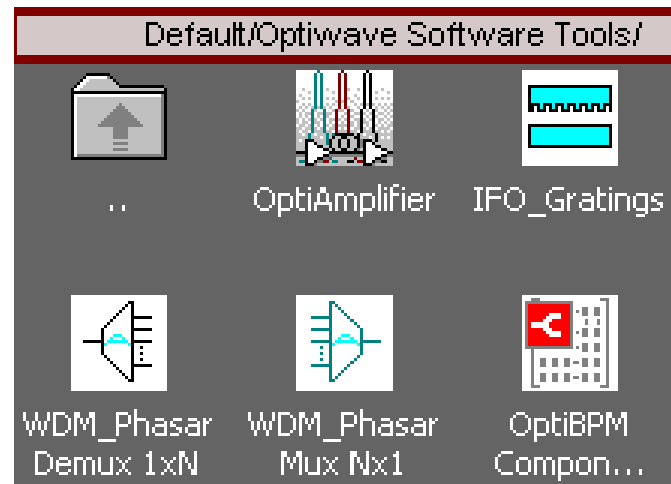 Default/Optiwave Software Tools/
..
OptiAmplifier
IFO_Gratings
WDM_Phasar
Demux 1xN
WDM_Phasar
Mux Nx1
OptiBPM
Compon...